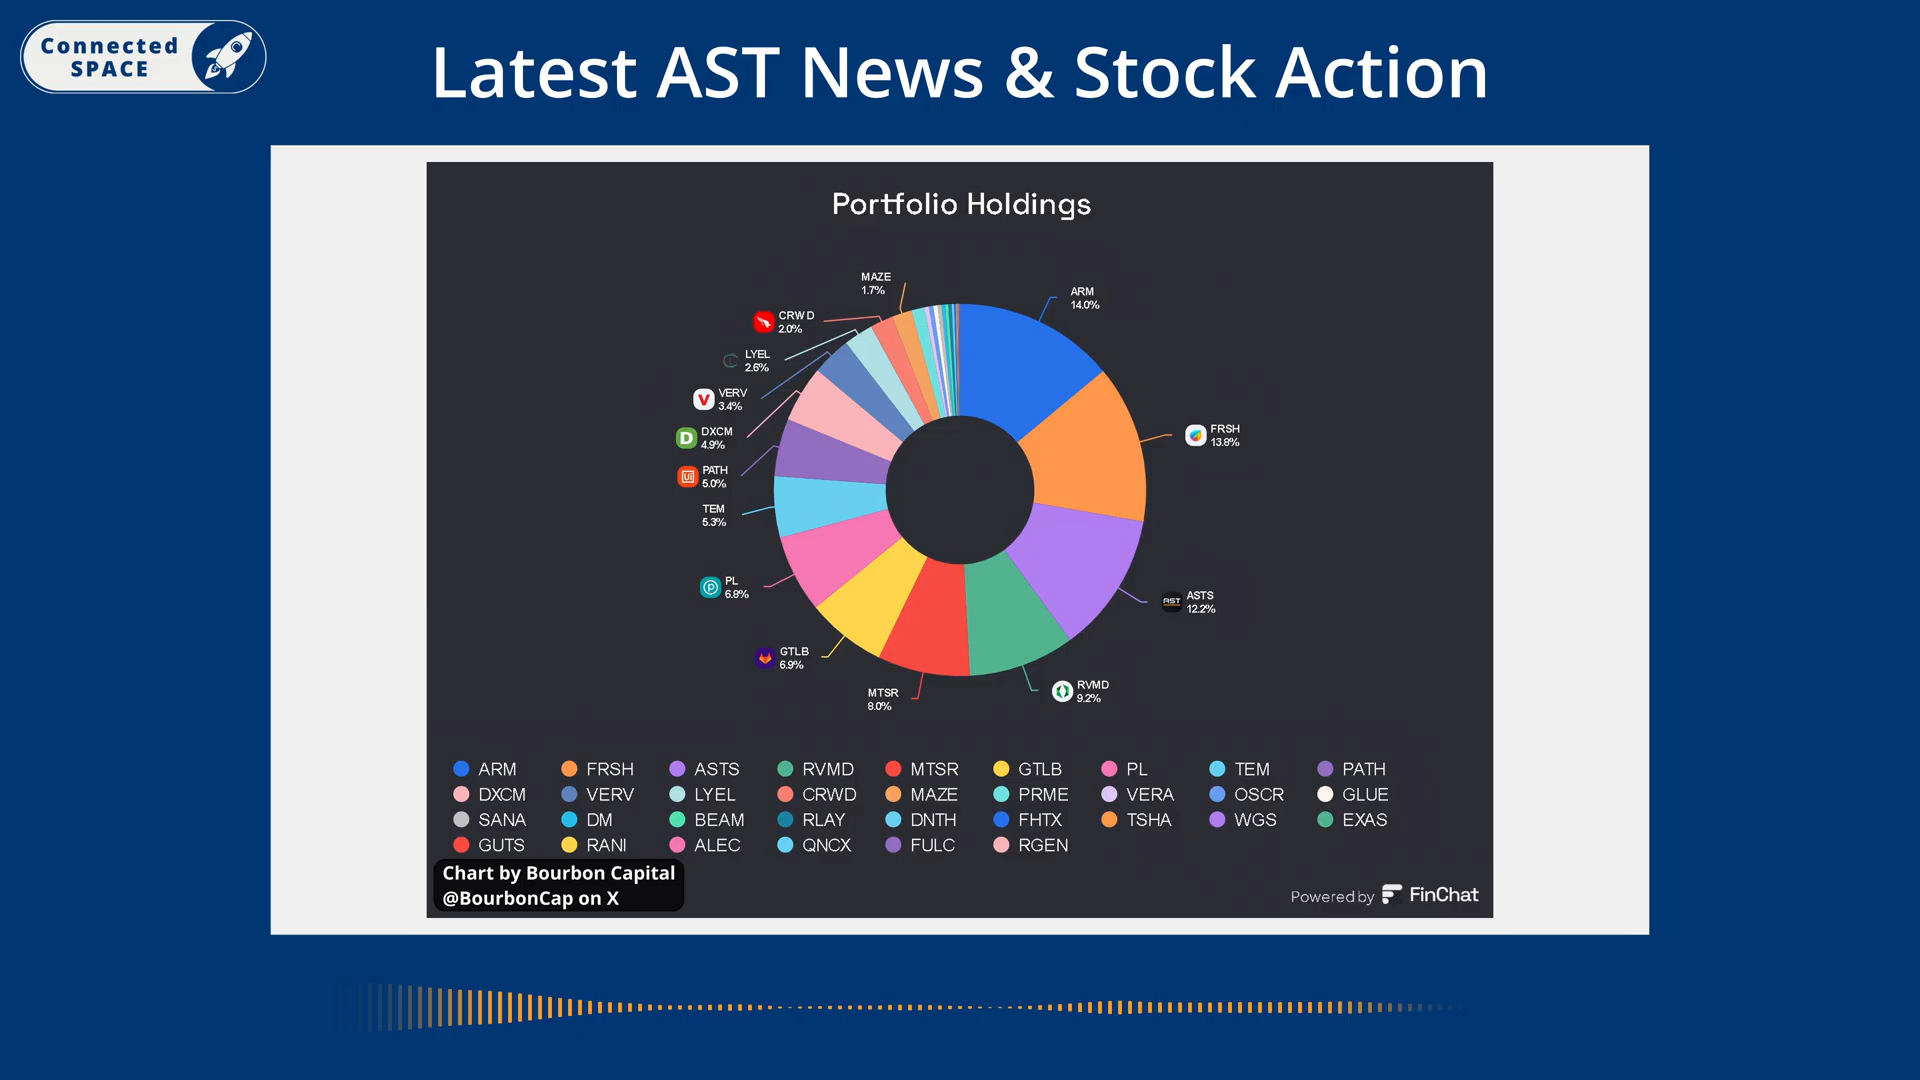 Connected
SPACE
Latest AST News & Stock Action
Portfolio Holdings
MAZE
1.7%
ARM
14.0%
CRWD
2.0%
LYEL
2.6%
VERV
3.4%
FRSH
13.8%
DXCM
4.9%
PATH
5.0%
TEM
5.3%
PL
6.8%
AST
ASTS
12.2%
GTLB
6.9%
MTSR
8.0%
RVMD
9.2%
ARM FRSH ASTS RVMD MTSR GTLB PL TEM PATH
DXCM VERV LYEL CRWD MAZE PRME VERA OSCR GLUE
SANA DM BEAM RLAY DNTH FHTX TSHA WGS EXAS
GUTS RANI ALEC QNCX FULC RGEN
Chart by Bourbon Capital
@BourbonCap on X
Powered by FinChat